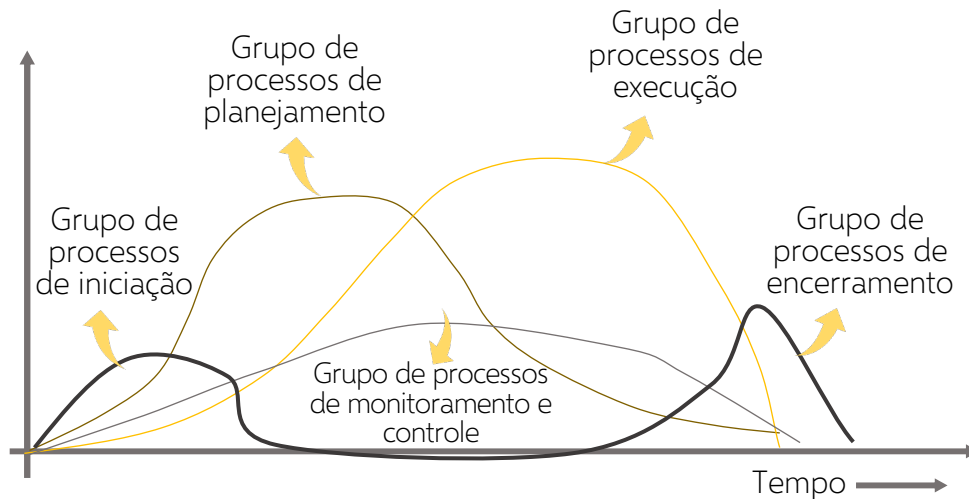 Grupo de
processos de
planejamento
Grupo de
processos de
execução
Grupo de
processos
de iniciação
Grupo de
processos de
encerramento
Grupo de processos
de monitoramento e
controle
Tempo